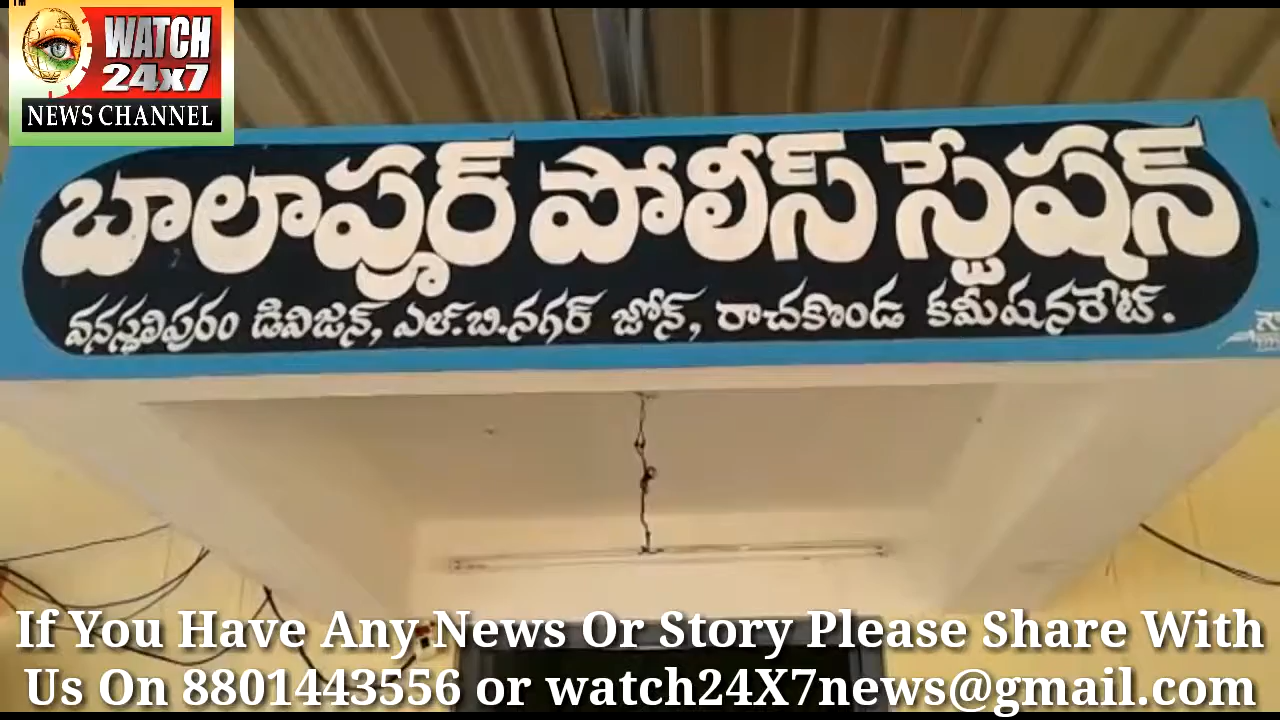 TM
WATCH
24x7
NEWS CHANNEL
బాలాపూర్ పోలీస్ స్టేషన్
వనస్థలిపురం డివిజన్, ఎల్.బి.నగర్ జోన్, రాచకొండ కమీషనరేట్.
If You Have Any News Or Story Please Share With
Us On 8801443556 or watch24X7news@gmail.com